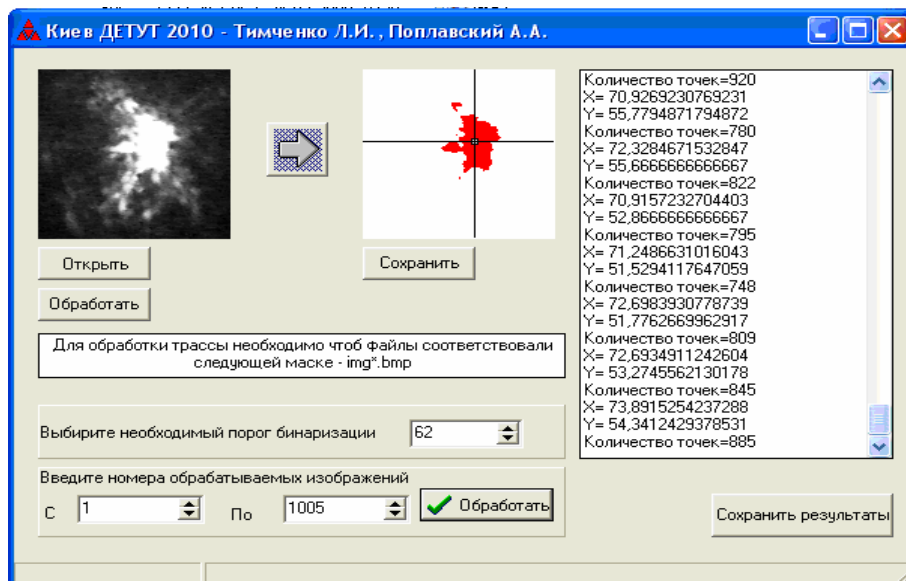 Киев ДЕТУТ 2010 - Тимченко Л.И. , Поплавский А.А.
Открыть
Обработать
Сохранить
Для обработки трассы необходимо чтоб файлы соответствовали
следующей маске - img*.bmp
Выбирите необходимый порог бинаризации
62
Введите номера обрабатываемых изображений
С 1 По 1005 Обработать
Количество точек=920
X= 70,9269230769231
Y= 55,7794871794872
Количество точек=780
X= 72,3284671532847
Y= 55,6666666666667
Количество точек=822
X= 70,9157232704403
Y= 52,8666666666667
Количество точек=795
X= 71,2486631016043
Y= 51,5294117647059
Количество точек=748
X= 72,6983930778739
Y= 51,7762669962917
Количество точек=809
X= 72,6934911242604
Y= 53,2745562130178
Количество точек=845
X= 73,8915254237288
Y= 54,3412429378531
Количество точек=885
Сохранить результаты